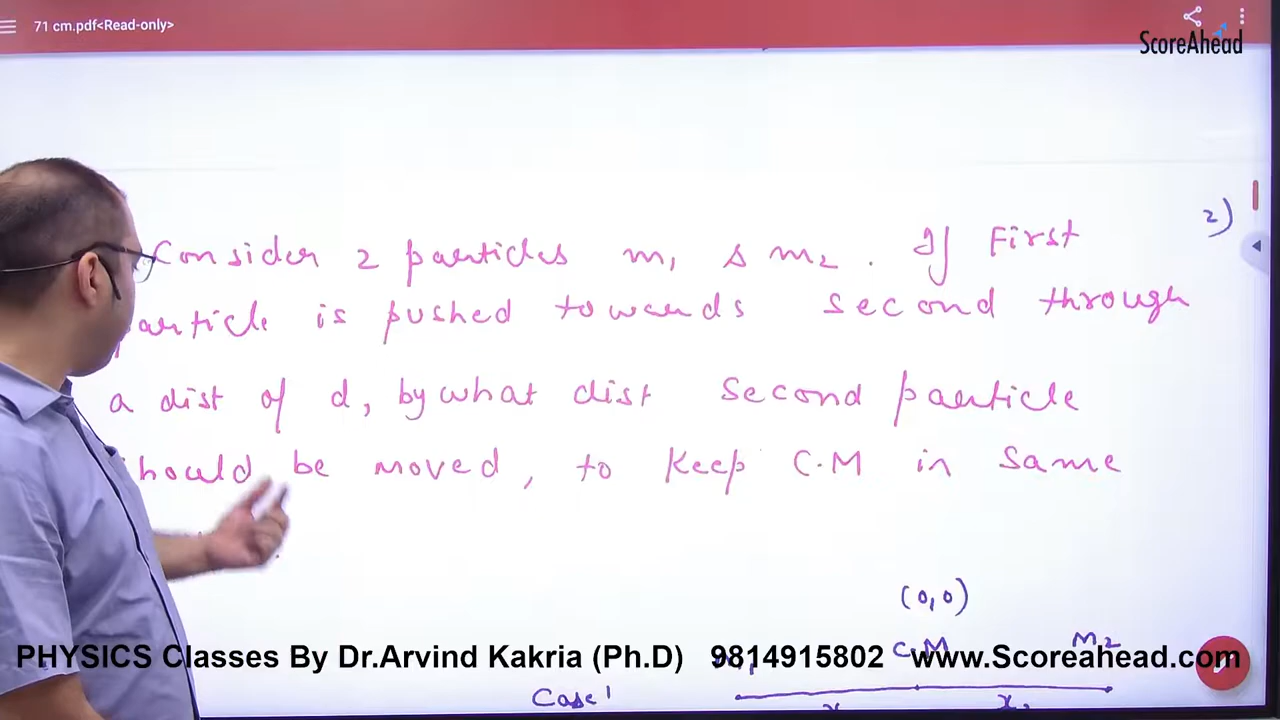 71 cm.pdf<Read-only>
ScoreAhead
2)
Consider 2 particles m1 & m2. If First
particle is pushed towards second through
a dist of d, by what dist second particle
should be moved, to keep C.M in same
(0,0)
C.M M2
PHYSICS Classes By Dr.Arvind Kakria (Ph.D) 9814915802 www.Scoreahead.com
Case 1